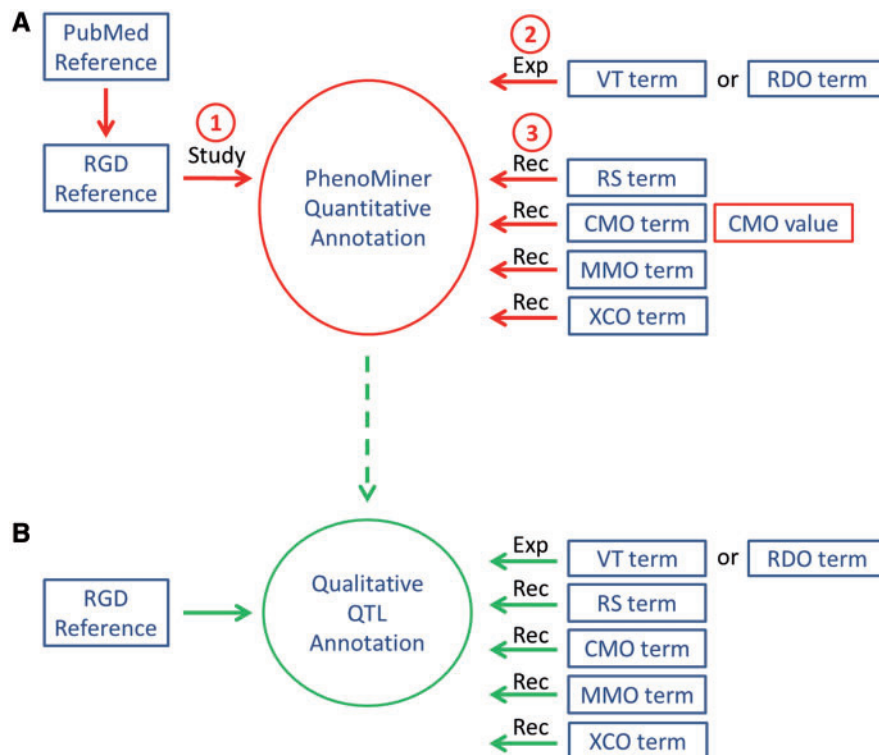 A
PubMed
Reference
RGD
Reference
1
Study
PhenoMiner
Quantitative
Annotation
2
Exp
VT term or RDO term
3
Rec
RS term
Rec
CMO term CMO value
Rec
MMO term
Rec
XCO term
B
RGD
Reference
Qualitative
QTL
Annotation
Exp
VT term or RDO term
Rec
RS term
Rec
CMO term
Rec
MMO term
Rec
XCO term